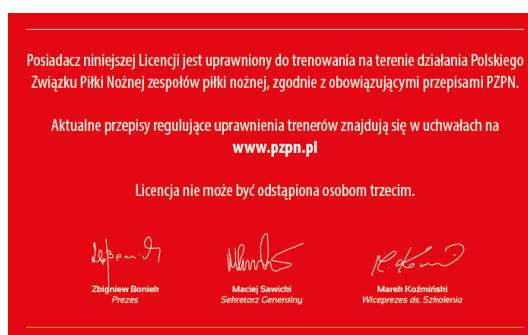 Posiadacz niniejszej Licencji jest uprawniony do trenowania na terenie działania Polskiego
Związku Piłki Nożnej zespołów piłki nożnej, zgodnie z obowiązującymi przepisami PZPN.
Aktualne przepisy regulujące uprawnienia trenerów znajdują się w uchwałach na
www.pzpn.pl
Licencja nie może być odstąpiona osobom trzecim.
Zbigniew Boniek
Prezes
Maciej Sawicki
Sekretarz Generalny
Marek Koźmiński
Wiceprezes ds. Szkolenia